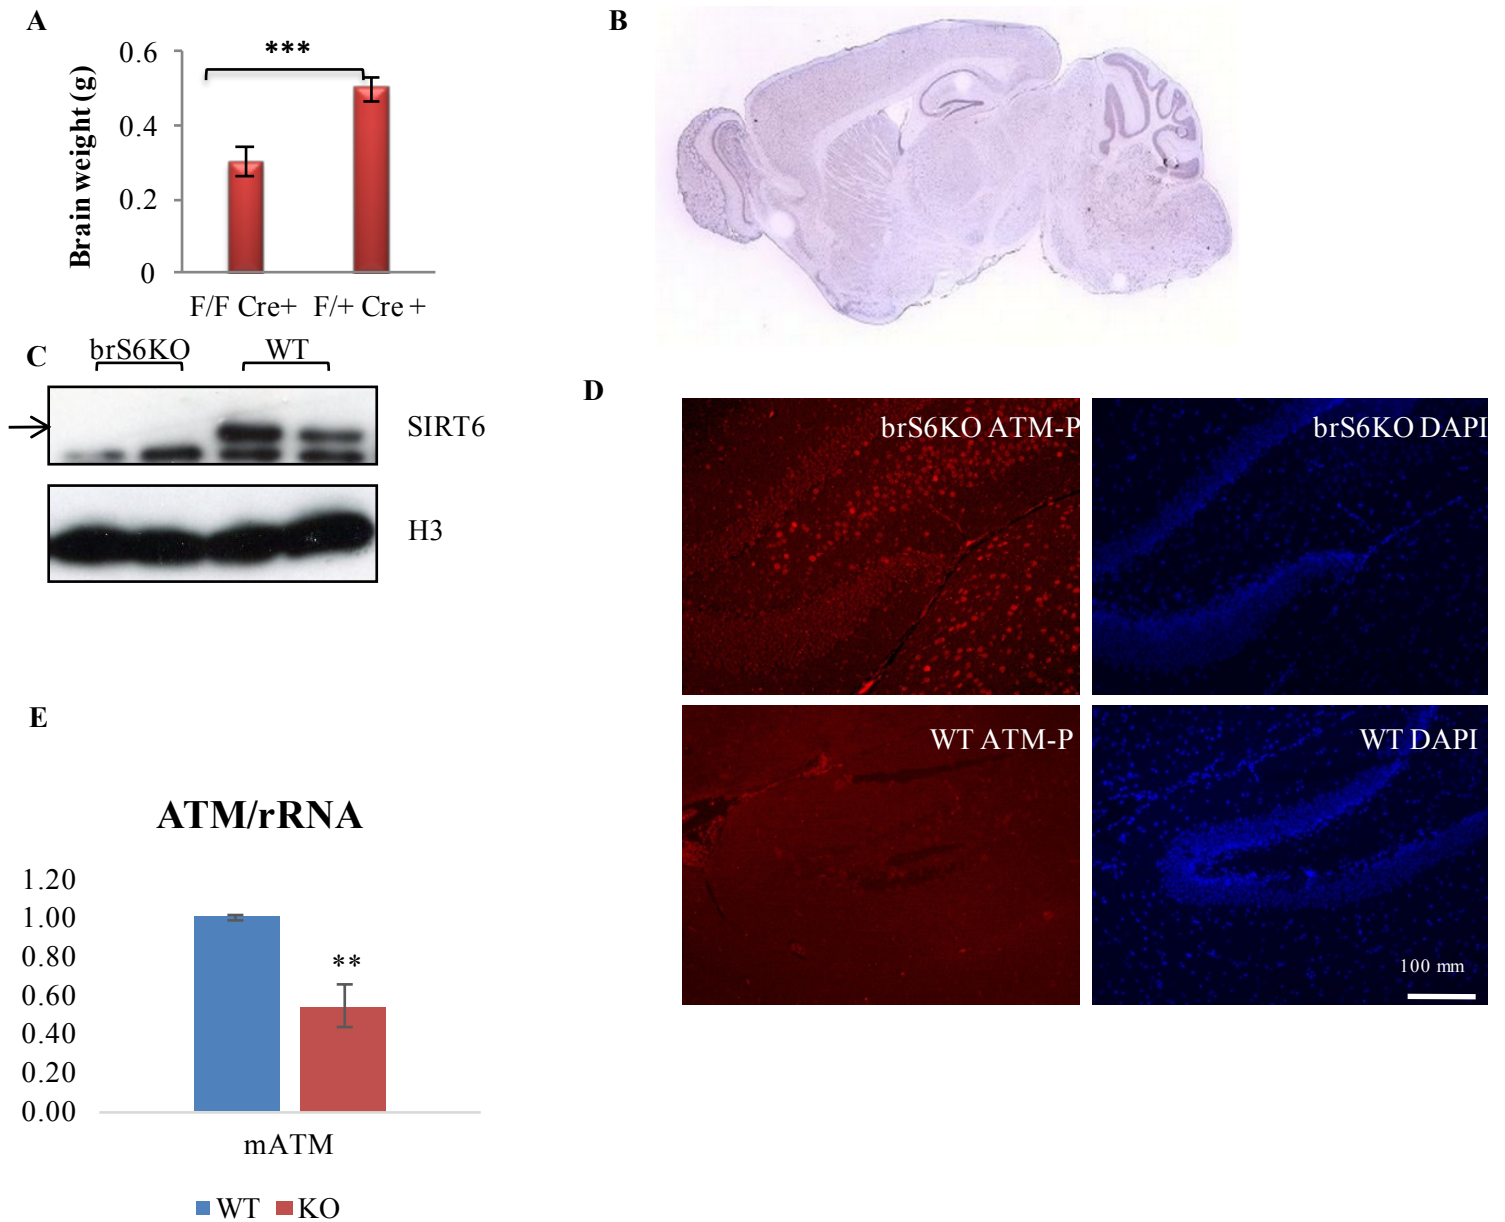 A
0.6
0.4
0.2
0
Brain weight (g)
***
F/F Cre+ F/+ Cre +
B
C
brS6KO WT
SIRT6
H3
D
brS6KO ATM-P
brS6KO DAPI
WT ATM-P
WT DAPI
100 mm
E
ATM/rRNA
1.20
1.00
0.80
0.60
0.40
0.20
0.00
**
mATM
WT KO